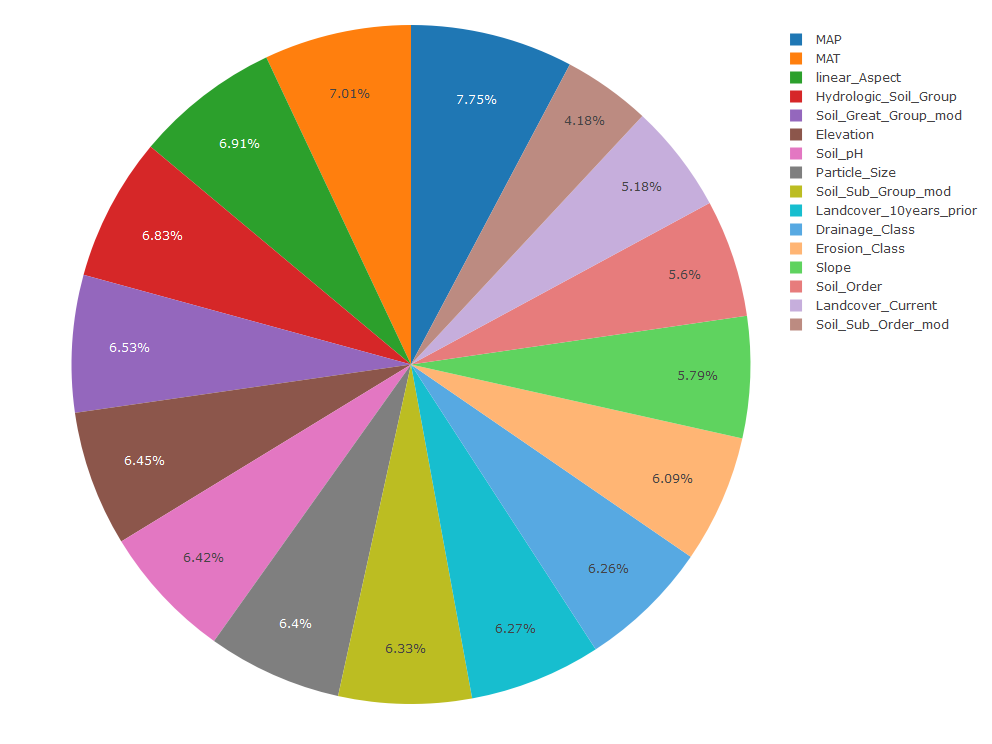 7.75%
4.18%
5.18%
5.6%
5.79%
6.09%
6.26%
6.27%
6.33%
6.4%
6.42%
6.45%
6.53%
6.83%
6.91%
7.01%
MAP
MAT
linear_Aspect
Hydrologic_Soil_Group
Soil_Great_Group_mod
Elevation
Soil_pH
Particle_Size
Soil_Sub_Group_mod
Landcover_10years_prior
Drainage_Class
Erosion_Class
Slope
Soil_Order
Landcover_Current
Soil_Sub_Order_mod